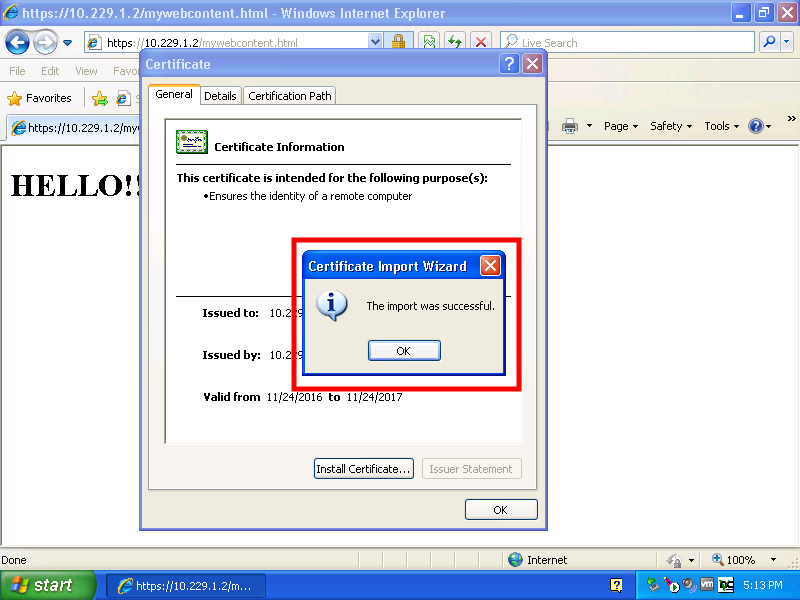 https://10.229.1.2/mywebcontent.html - Windows Internet Explorer
https://10.229.1.2/mywebcontent.html
Live Search
File Edit View Favo
Favorites
https://10.229.1.2/my
Page Safety Tools
HELLO!!
Certificate
General Details Certification Path
Certificate Information
This certificate is intended for the following purpose(s):
•Ensures the identity of a remote computer
Certificate Import Wizard
The import was successful.
OK
Issued to: 10.229
Issued by: 10.229
Valid from 11/24/2016 to 11/24/2017
Install Certificate... Issuer Statement
OK
Done Internet 100%
start https://10.229.1.2/m... 5:13 PM